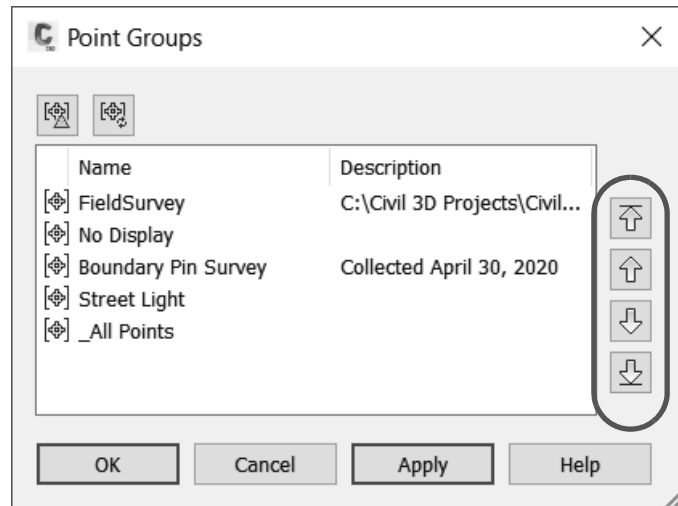 Point Groups
Name Description
FieldSurvey C:\Civil 3D Projects\Civil...
No Display
Boundary Pin Survey Collected April 30, 2020
Street Light
_All Points
OK Cancel Apply Help